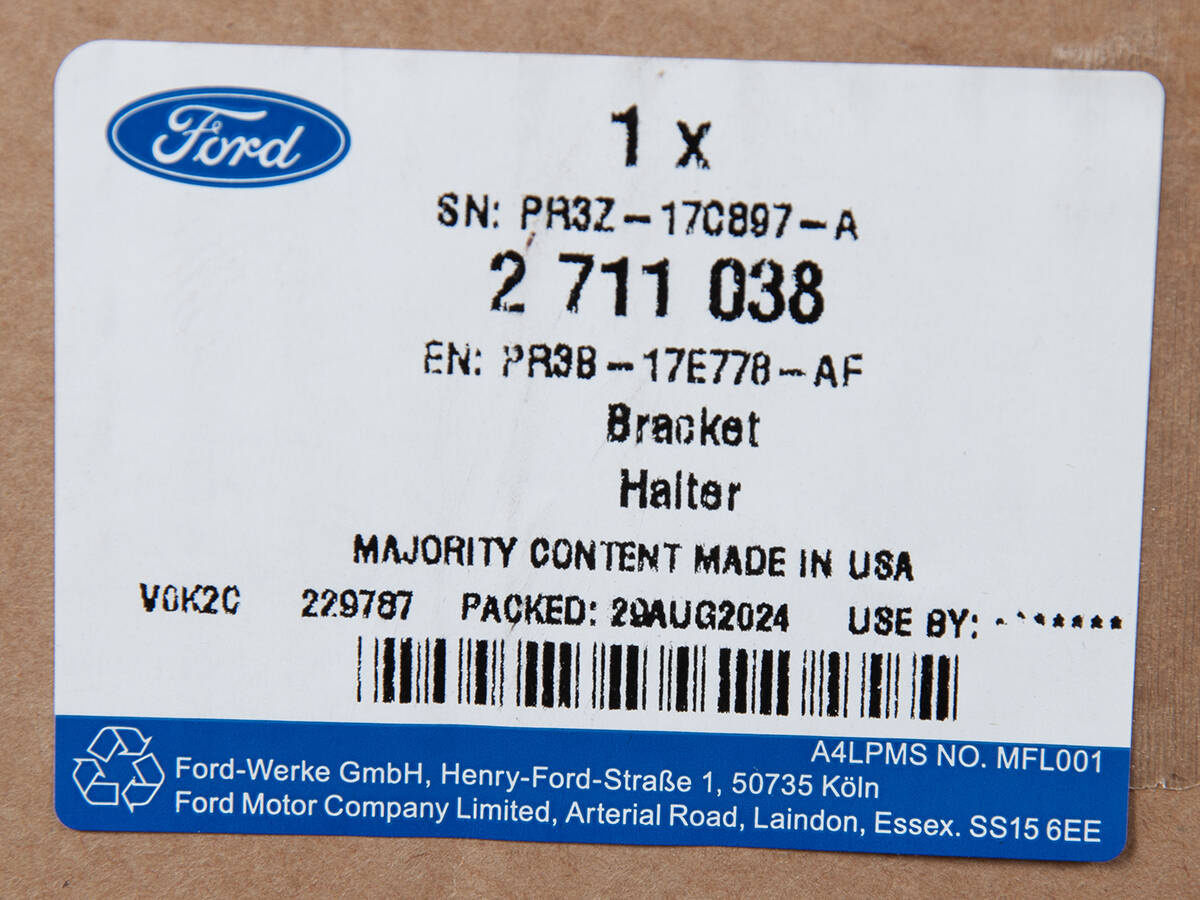 Ford
1 x
SN: PR3Z-17C897-A
2 711 038
EN: PR3B-17E778-AF
Bracket
Halter
MAJORITY CONTENT MADE IN USA
V0K2C 229787 PACKED: 29AUG2024 USE BY: *******
A4LPMS NO. MFL001
Ford-Werke GmbH, Henry-Ford-Straße 1, 50735 Köln
Ford Motor Company Limited, Arterial Road, Laindon, Essex. SS15 6EE